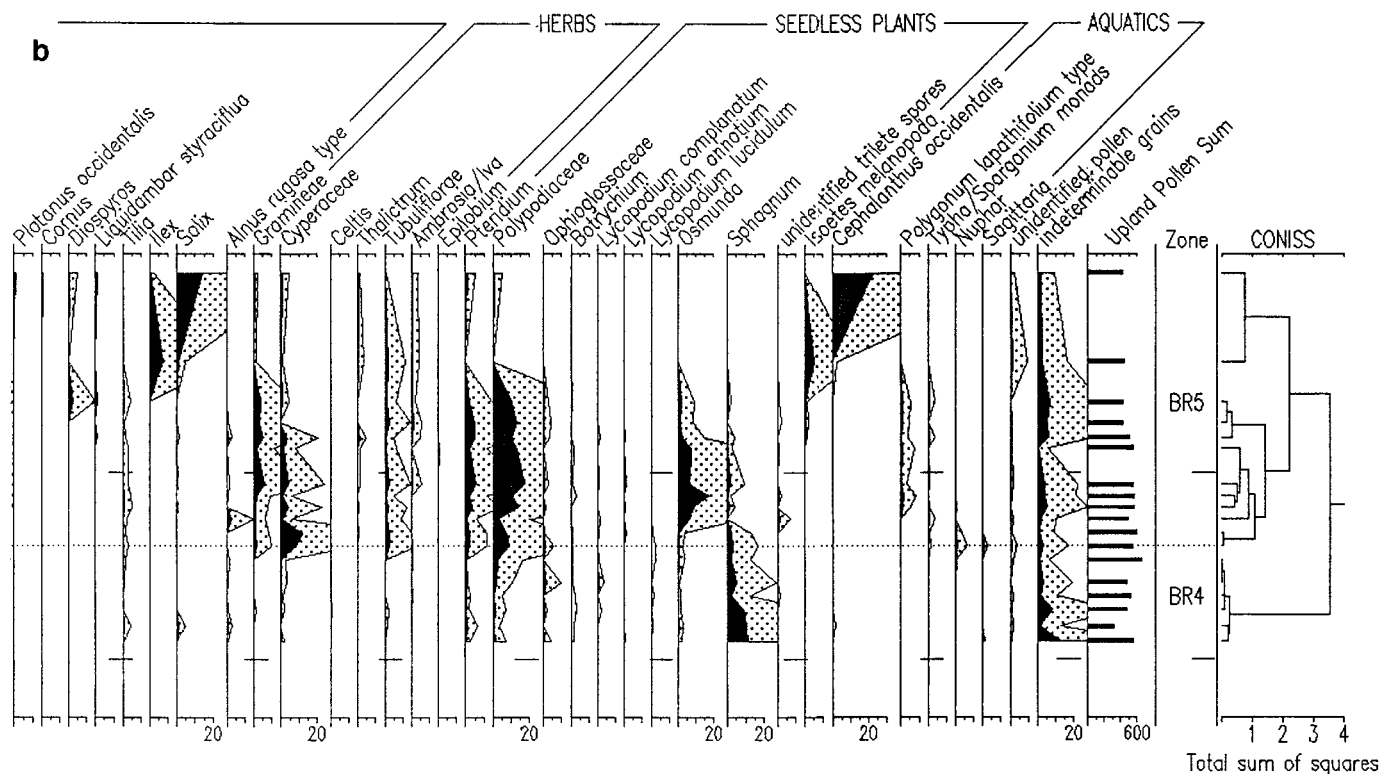 b
HERBS
SEEDLESS PLANTS
AQUATICS
Platanus occidentalis
Cornus
Diospyros
Liquidambar styraciflua
Tilia
Ilex
Salix
Alnus rugosa type
Gramineae
Cyperaceae
Celtis
Thalictrum
Tubuliflorae
Ambrosia/Iva
Epilobium
Pteridium
Polypodiaceae
Ophioglossaceae
Botrychium
Lycopodium complanatum
Lycopodium annotium
Lycopodium lucidulum
Osmunda
Sphagnum
unidentified trilete spores
Isoetes melanopoda
Cephalanthus occidentalis
Polygonum lapathifolium type
Typha/Sparganium monads
Nuphar
Sagittaria
unidentified pollen
Indeterminable grains
Upland Pollen Sum
Zone
CONISS
BR5
BR4
20 20 20 20 20 20 20 600
1 2 3 4
Total sum of squares